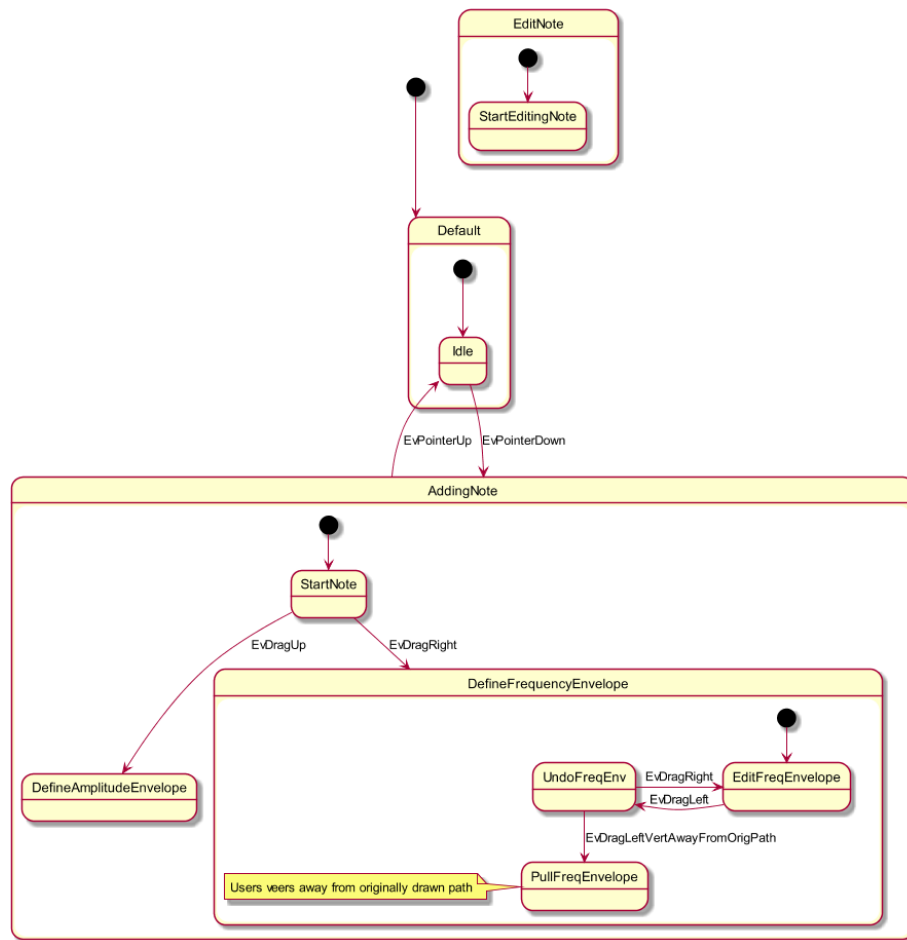 EditNote
StartEditingNote
Default
Idle
EvPointerUp
EvPointerDown
AddingNote
StartNote
EvDragUp
EvDragRight
DefineFrequencyEnvelope
DefineAmplitudeEnvelope
UndoFreqEnv
EvDragRight
EvDragLeft
EditFreqEnvelope
EvDragLeftVertAwayFromOrigPath
Users veers away from originally drawn path
PullFreqEnvelope